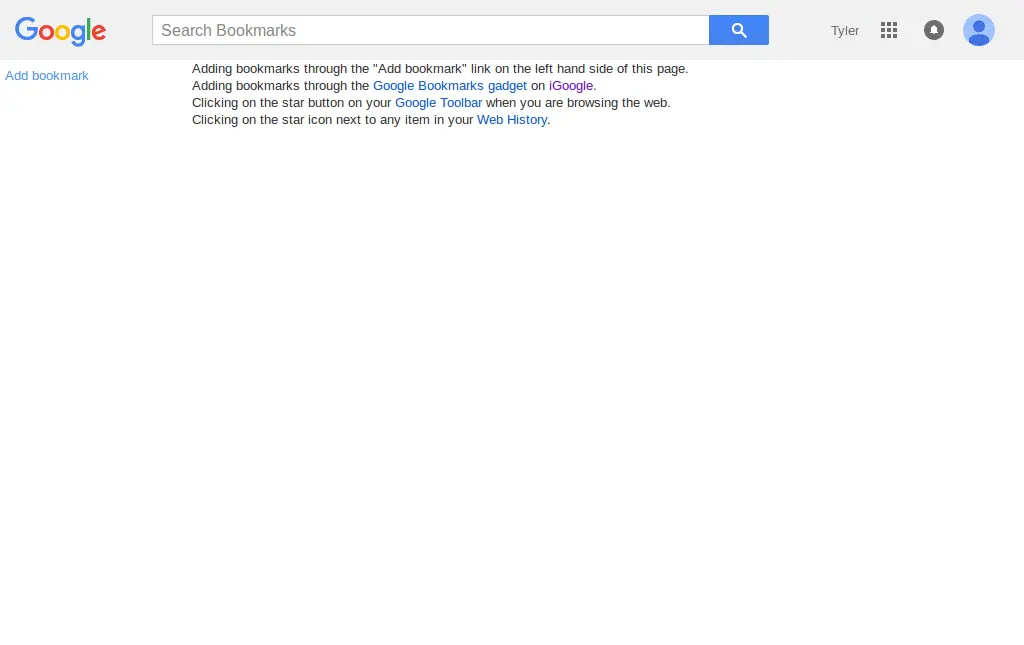 Google
Search Bookmarks
Tyler
Add bookmark
Adding bookmarks through the "Add bookmark" link on the left hand side of this page.
Adding bookmarks through the Google Bookmarks gadget on iGoogle.
Clicking on the star button on your Google Toolbar when you are browsing the web.
Clicking on the star icon next to any item in your Web History.